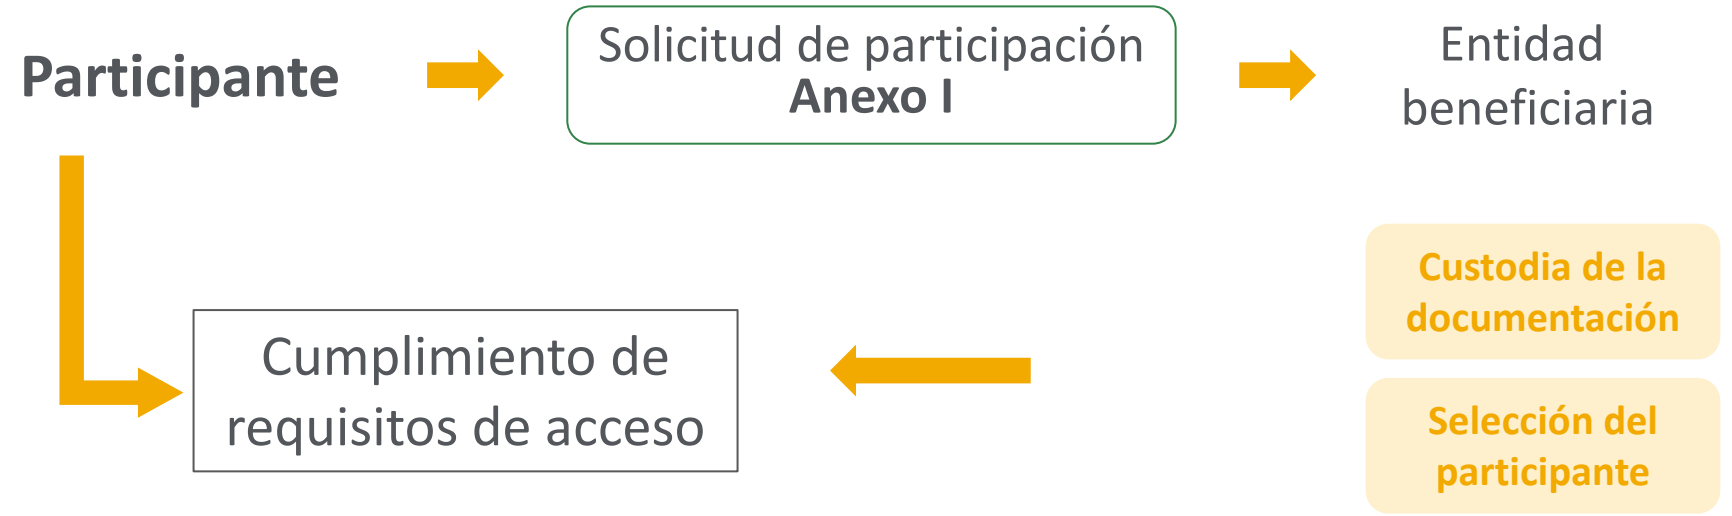 Participante
Solicitud de participación
Anexo I
Entidad
beneficiaria
Custodia de la
documentación
Cumplimiento de
requisitos de acceso
Selección del
participante